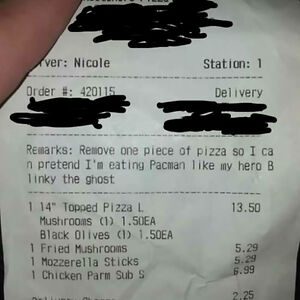 rver: Nicole Station: 1
Order #: 420115 Delivery
Remarks: Remove one piece of pizza so I ca
n pretend I'm eating Pacman like my hero B
linky the ghost
1 14" Topped Pizza L 13.50
Mushrooms (1) 1.50EA
Black Olives (1) 1.50EA
1 Fried Mushrooms 5.29
1 Mozzerella Sticks 5.29
1 Chicken Parm Sub S 6.99
2.25